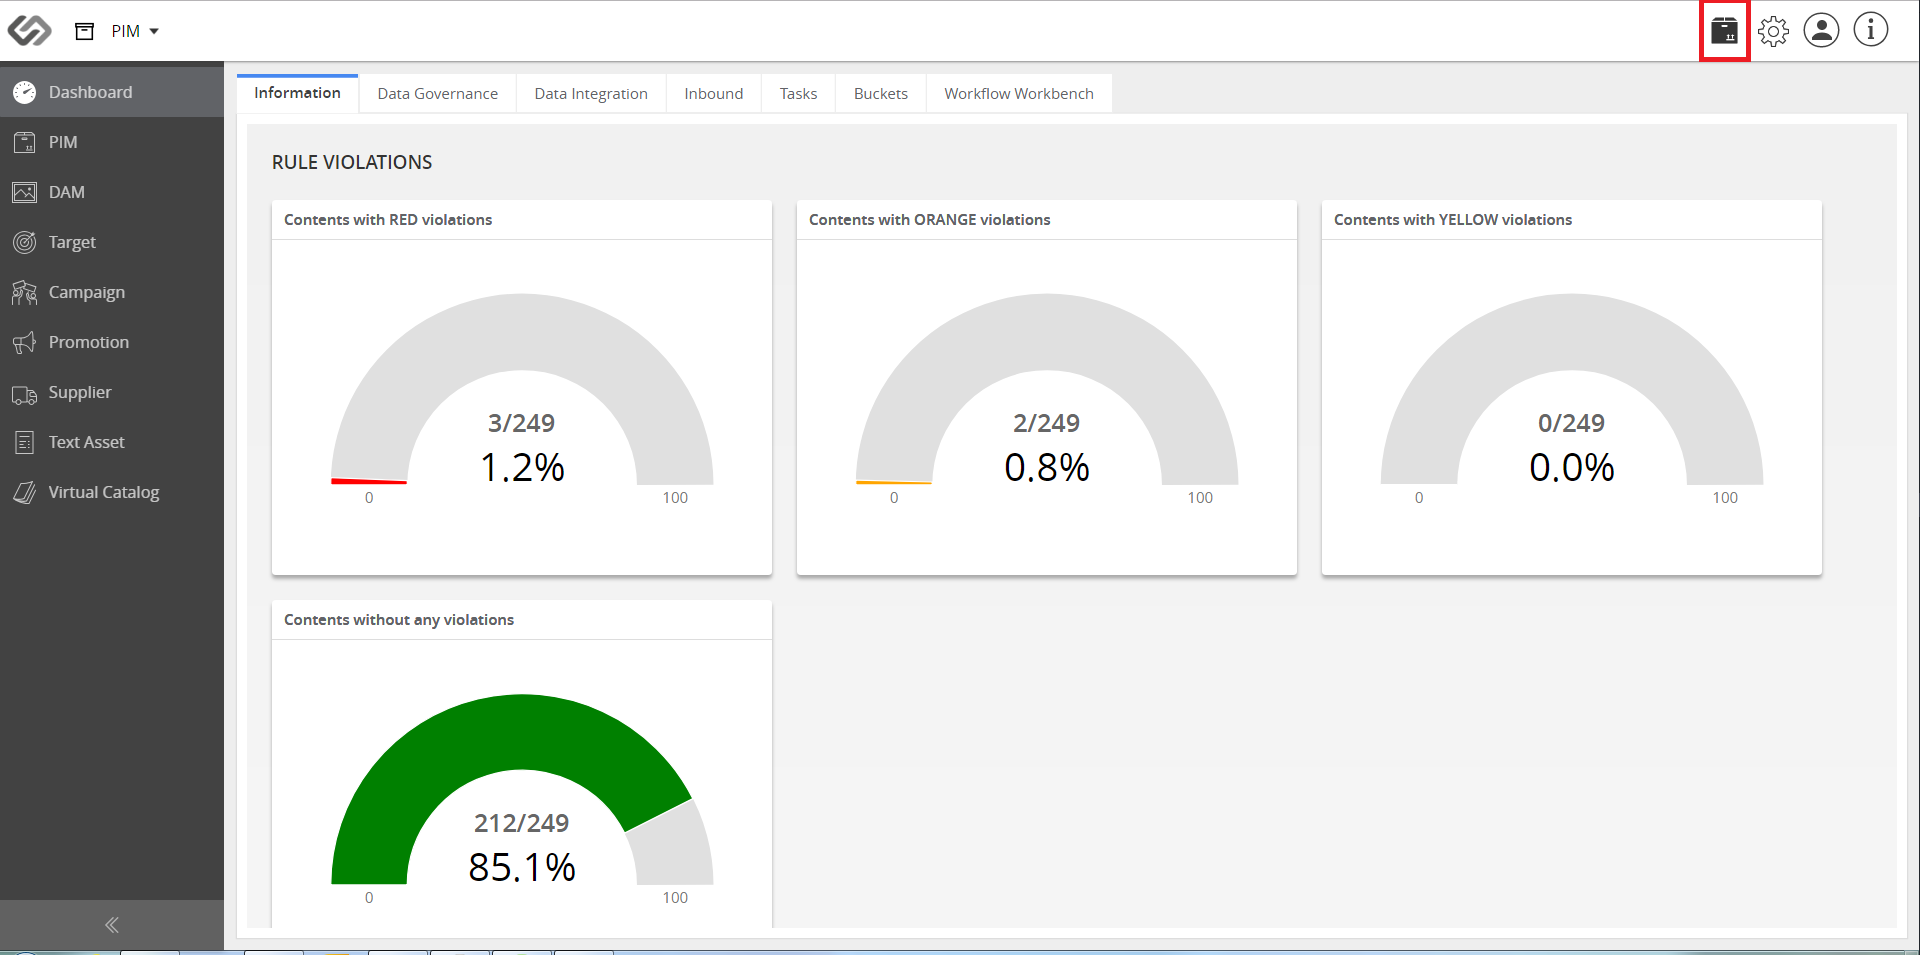 PIM
Dashboard
PIM
DAM
Target
Campaign
Promotion
Supplier
Text Asset
Virtual Catalog
Information
Data Governance
Data Integration
Inbound
Tasks
Buckets
Workflow Workbench
RULE VIOLATIONS
Contents with RED violations
3/249
1.2%
0
100
Contents with ORANGE violations
2/249
0.8%
0
100
Contents with YELLOW violations
0/249
0.0%
0
100
Contents without any violations
212/249
85.1%
0
100